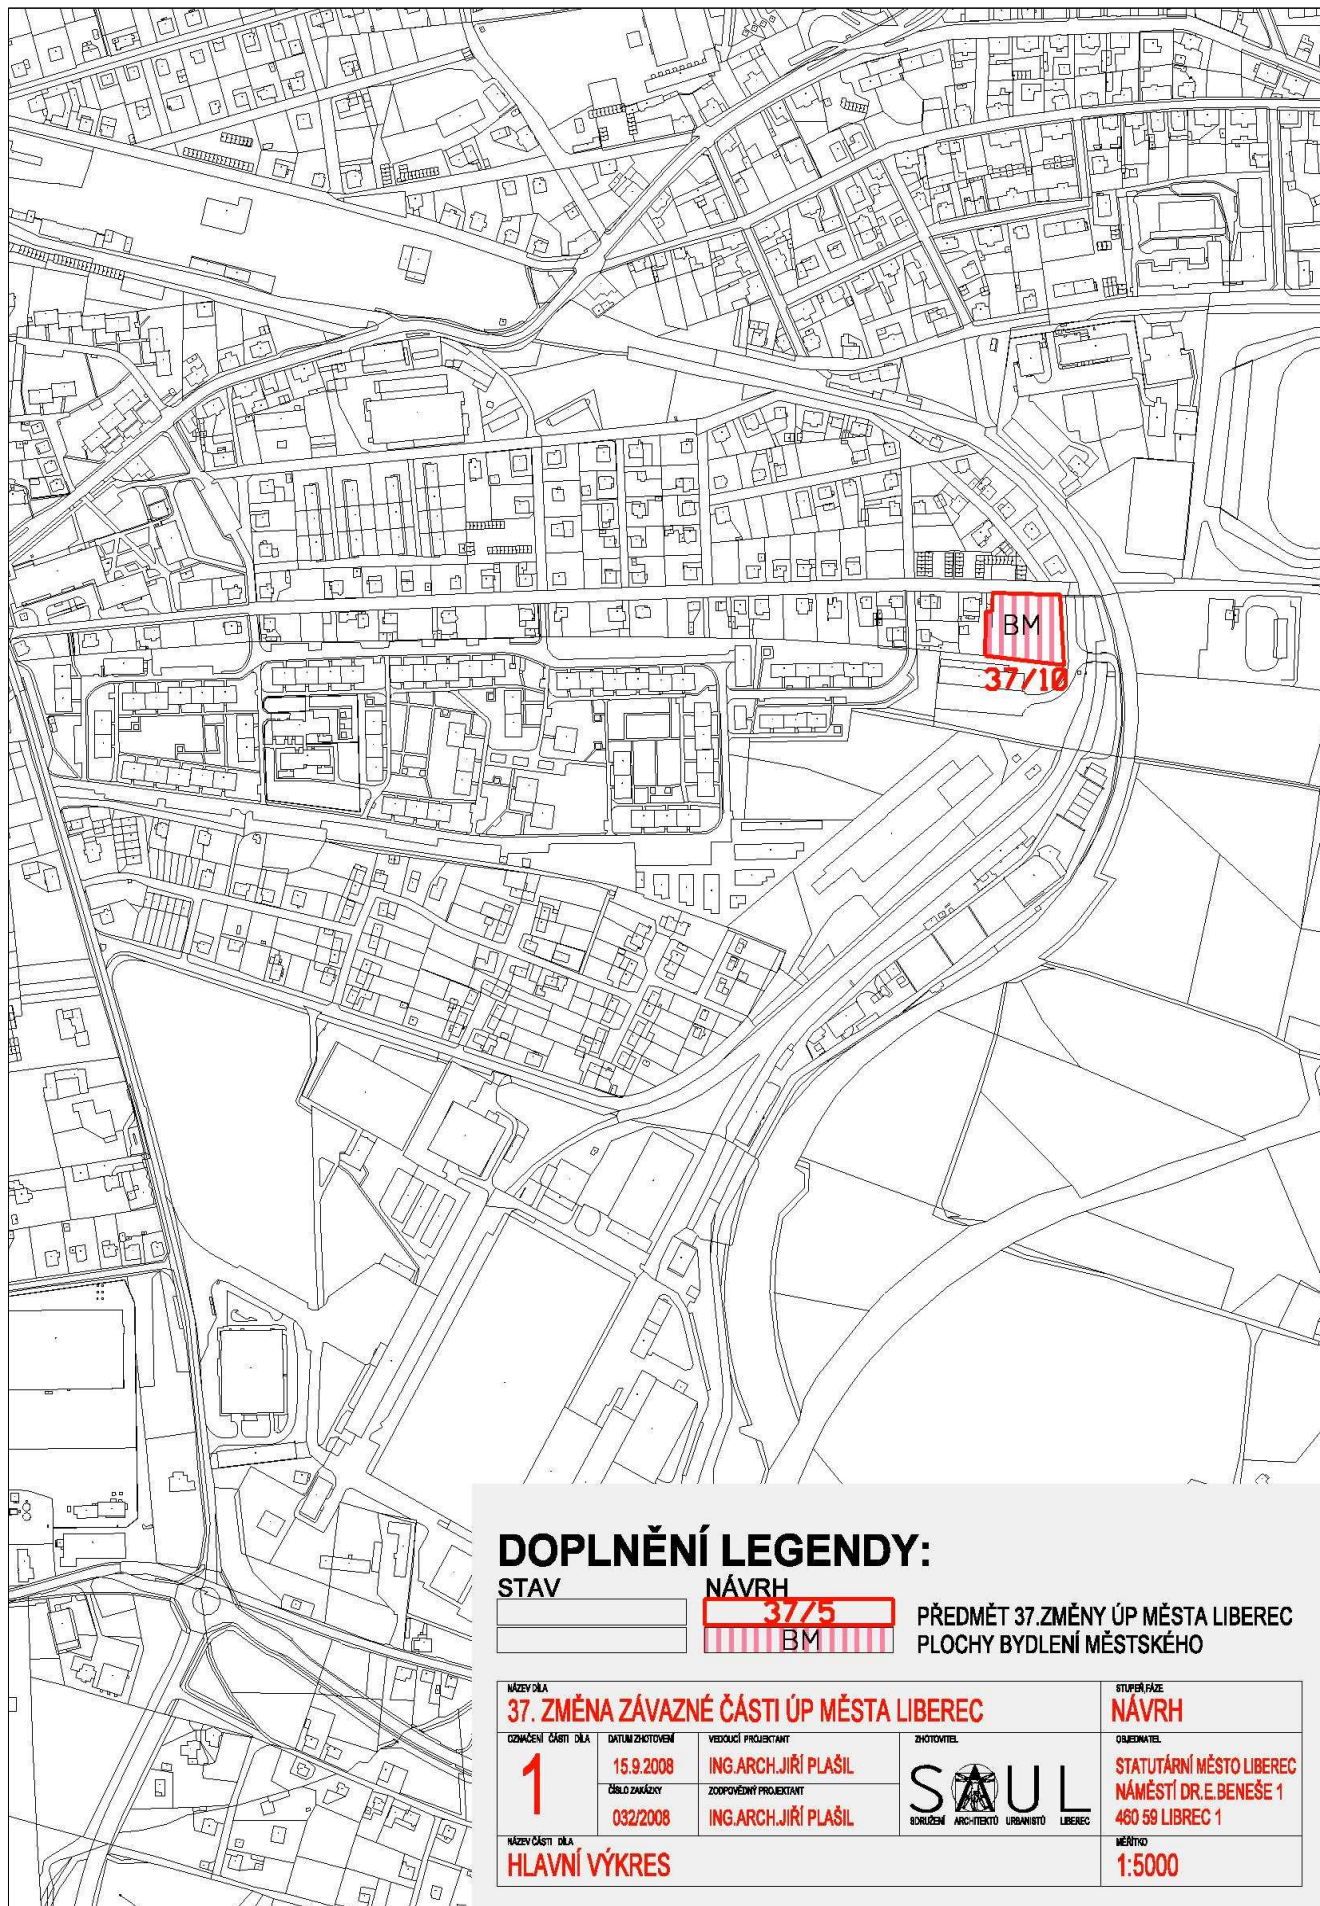 BM
37/10
DOPLNĚNÍ LEGENDY:
STAV
NÁVRH
37/5
PŘEDMĚT 37.ZMĚNY ÚP MĚSTA LIBEREC
BM
PLOCHY BYDLENÍ MĚSTSKÉHO
NÁZEV DÍLA
37. ZMĚNA ZÁVAZNÉ ČÁSTI ÚP MĚSTA LIBEREC
STUPEŇ,FÁZE
NÁVRH
OZNAČENÍ ČÁSTI DÍLA
1
DATUM ZHOTOVENÍ
15.9.2008
VEDOUCÍ PROJEKTANT
ING.ARCH.JIŘÍ PLAŠIL
ČÍSLO ZAKÁZKY
032/2008
ZODPOVĚDNÝ PROJEKTANT
ING.ARCH.JIŘÍ PLAŠIL
ZHOTOVITEL
SAUL
SDRUŽENÍ ARCHITEKTŮ URBANISTŮ LIBEREC
OBJEDNATEL
STATUTÁRNÍ MĚSTO LIBEREC
NÁMĚSTÍ DR.E.BENEŠE 1
460 59 LIBREC 1
NÁZEV ČÁSTI DÍLA
HLAVNÍ VÝKRES
MĚŘÍTKO
1:5000